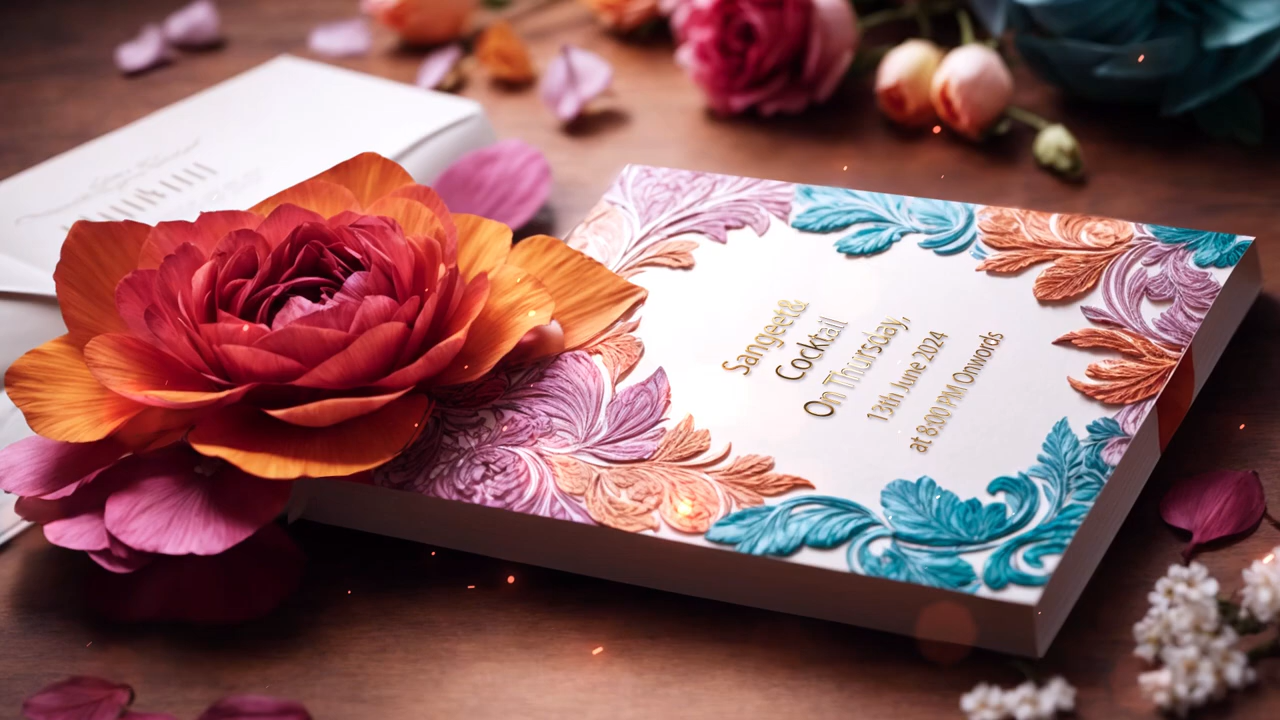 Sangeet&
Cocktail
On Thursday,
13th June 2024
at 8:00 PM Onwords